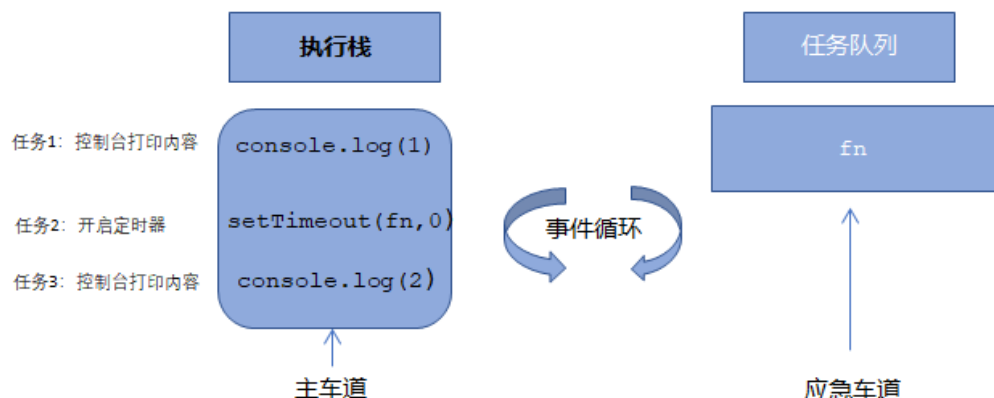 执行栈
任务队列
任务1：控制台打印内容
console.log(1)
fn
任务2：开启定时器
setTimeout(fn,0)
事件循环
任务3：控制台打印内容
console.log(2)
主车道
应急车道